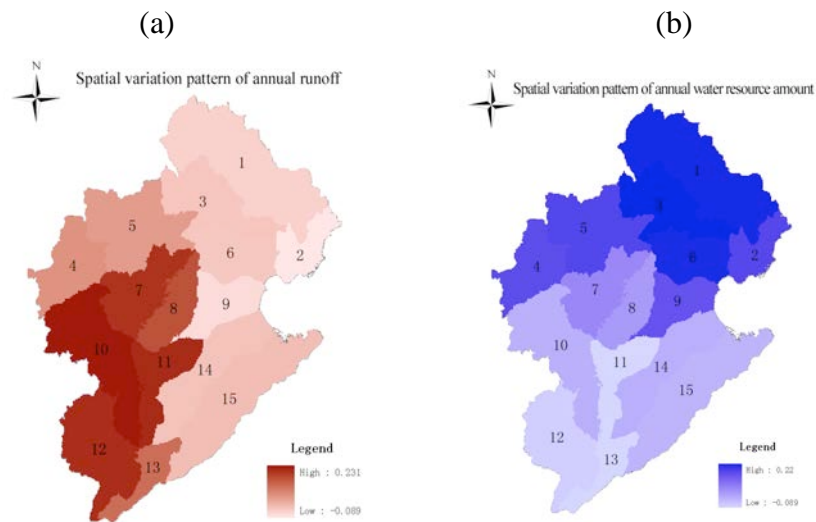 (a)
(b)
N
Spatial variation pattern of annual runoff
1
3
5
6
2
4
7
8
9
10
11
14
15
12
13
Legend
High : 0.231
Low : -0.089
N
Spatial variation pattern of annual water resource amount
1
3
5
6
2
4
7
8
9
10
11
14
15
12
13
Legend
High : 0.22
Low : -0.089